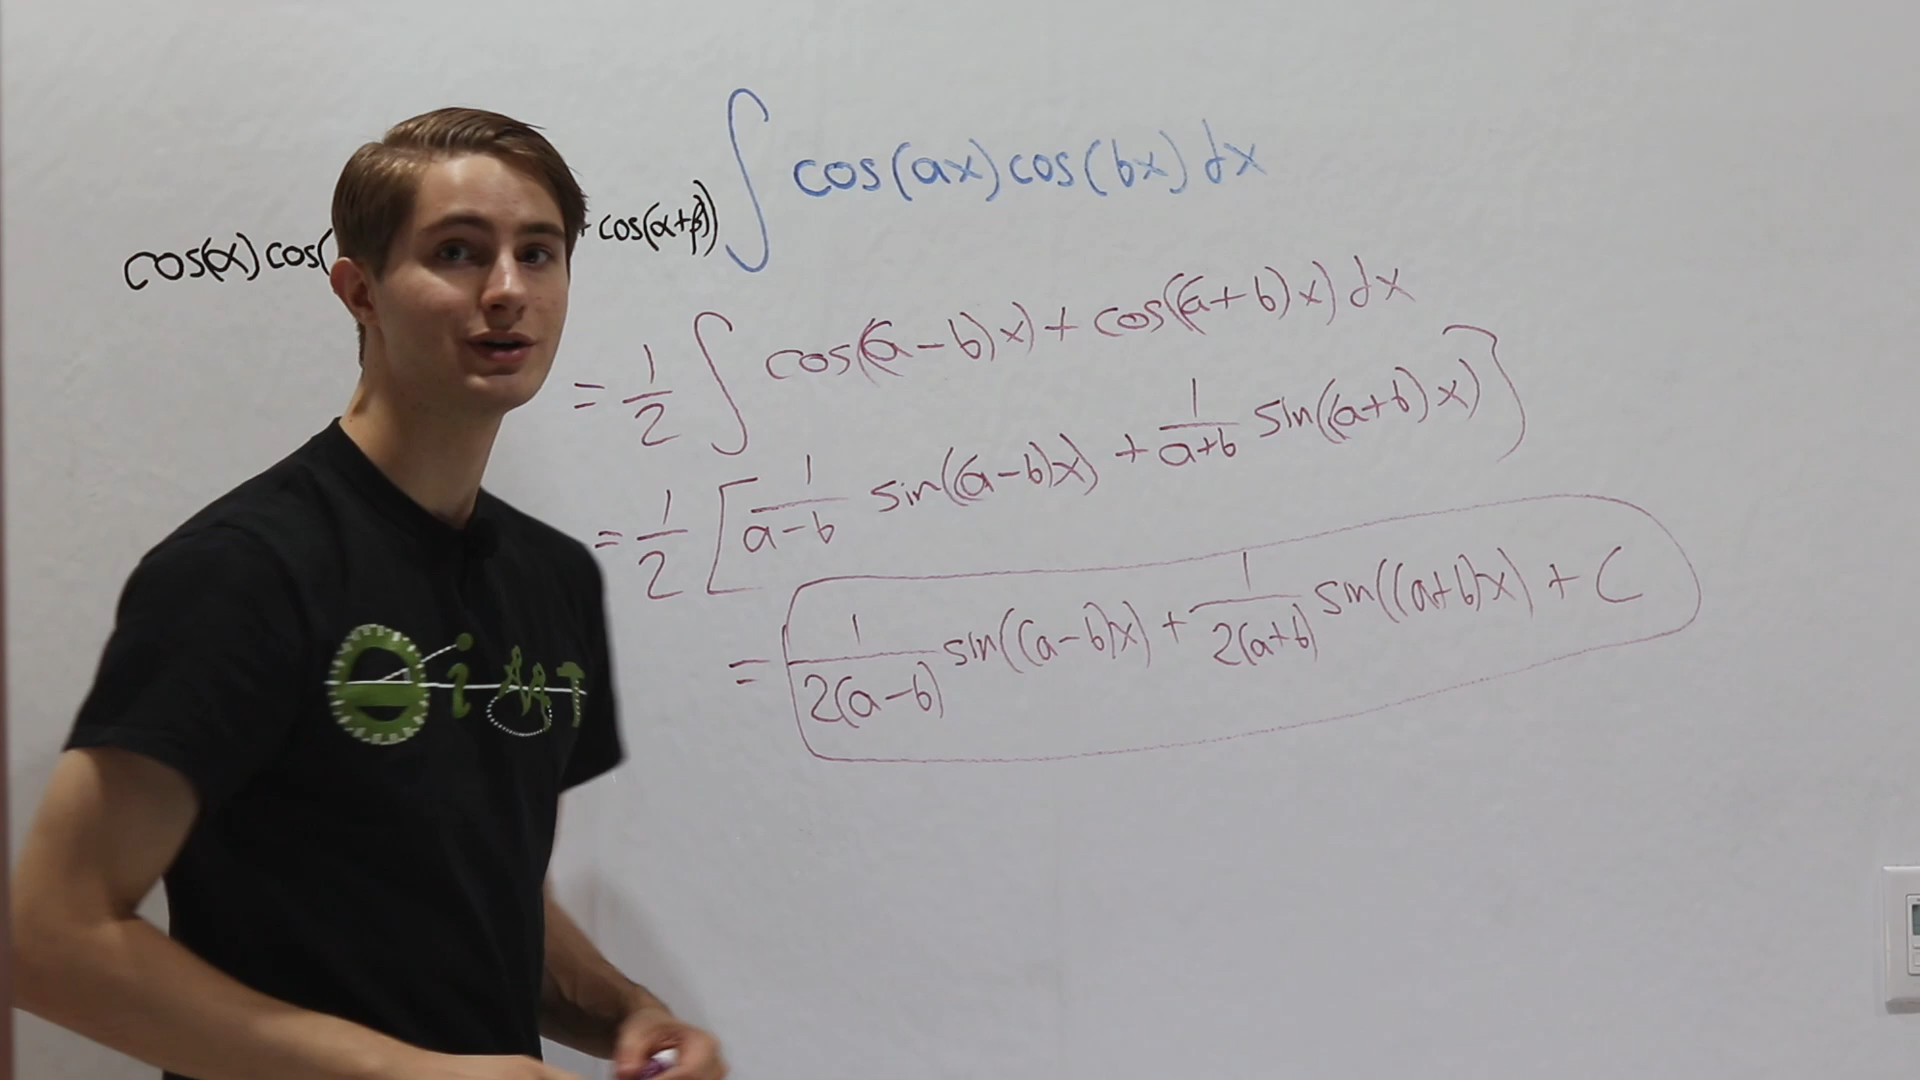 ∫ cos(ax)cos(bx)dx
cos(α)cos( + cos(α+β))
= 1/2 ∫ cos((a-b)x) + cos((a+b)x)dx
= 1/2 [1/(a-b) sin((a-b)x) + 1/(a+b) sin((a+b)x)]
= 1/(2(a-b)) sin((a-b)x) + 1/(2(a+b)) sin((a+b)x) + C